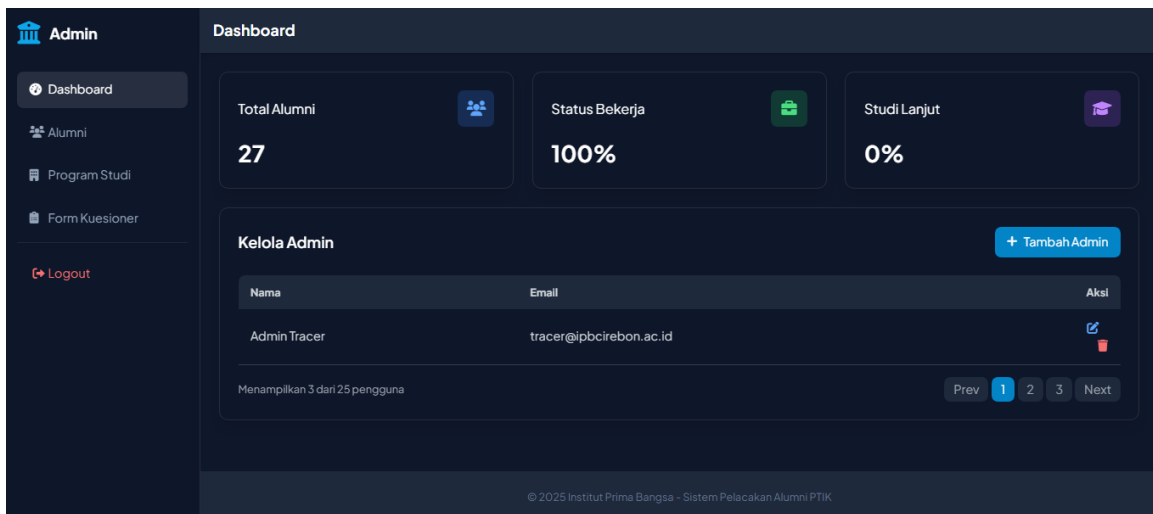 Admin
Dashboard
Dashboard
Alumni
Program Studi
Form Kuesioner
Logout
Total Alumni
27
Status Bekerja
100%
Studi Lanjut
0%
Kelola Admin
+ Tambah Admin
Nama Email Aksi
Admin Tracer tracer@ipbcirebon.ac.id
Menampilkan 3 dari 25 pengguna
Prev 1 2 3 Next
© 2025 Institut Prima Bangsa - Sistem Pelacakan Alumni PTIK